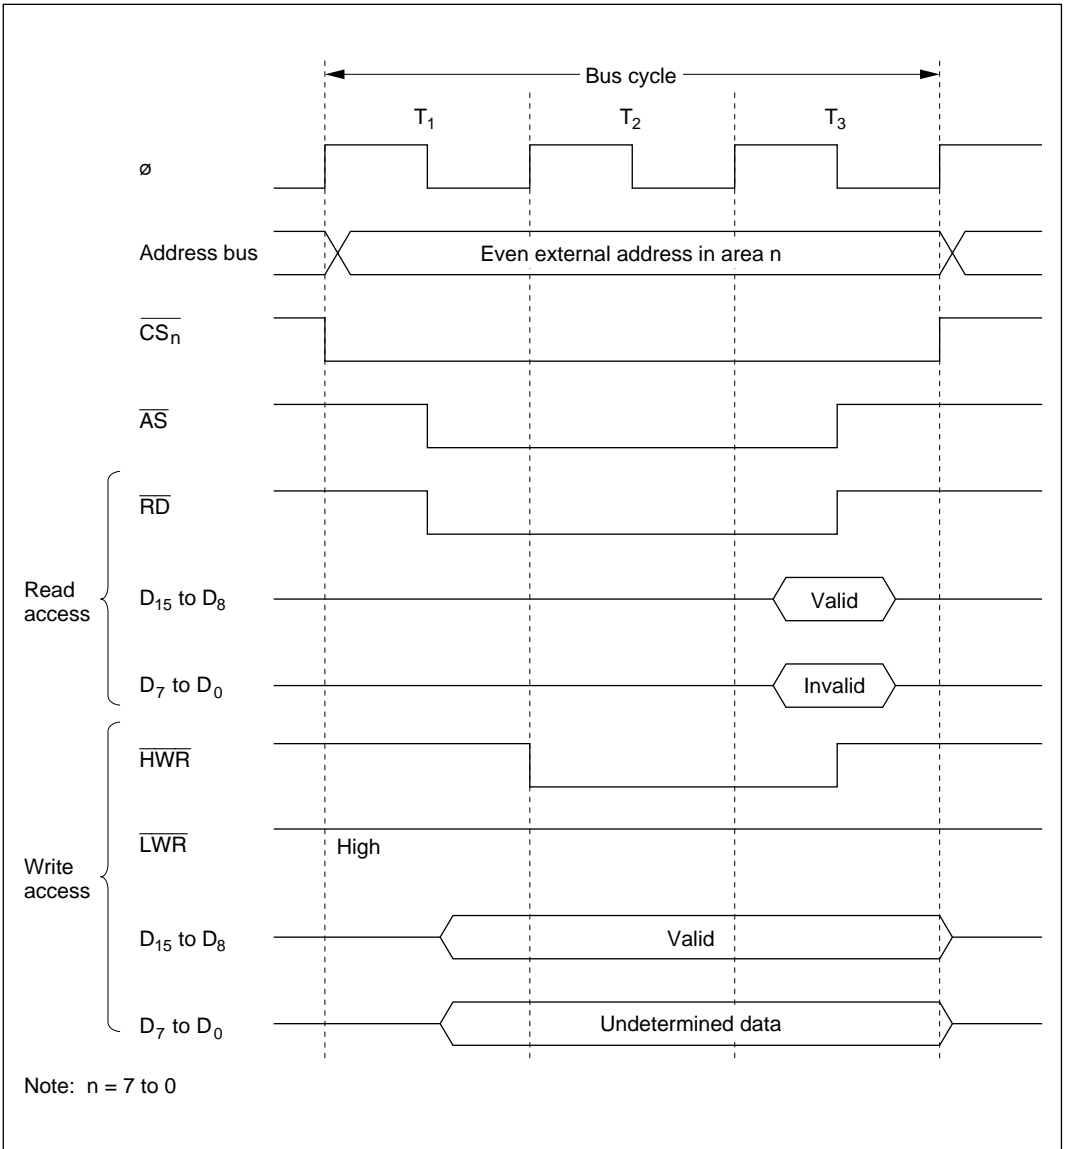 Bus cycle
T1 T2 T3
ø
Address bus Even external address in area n
CSn
AS
RD
Read access
D15 to D8 Valid
D7 to D0 Invalid
HWR
LWR High
Write access
D15 to D8 Valid
D7 to D0 Undetermined data
Note: n = 7 to 0